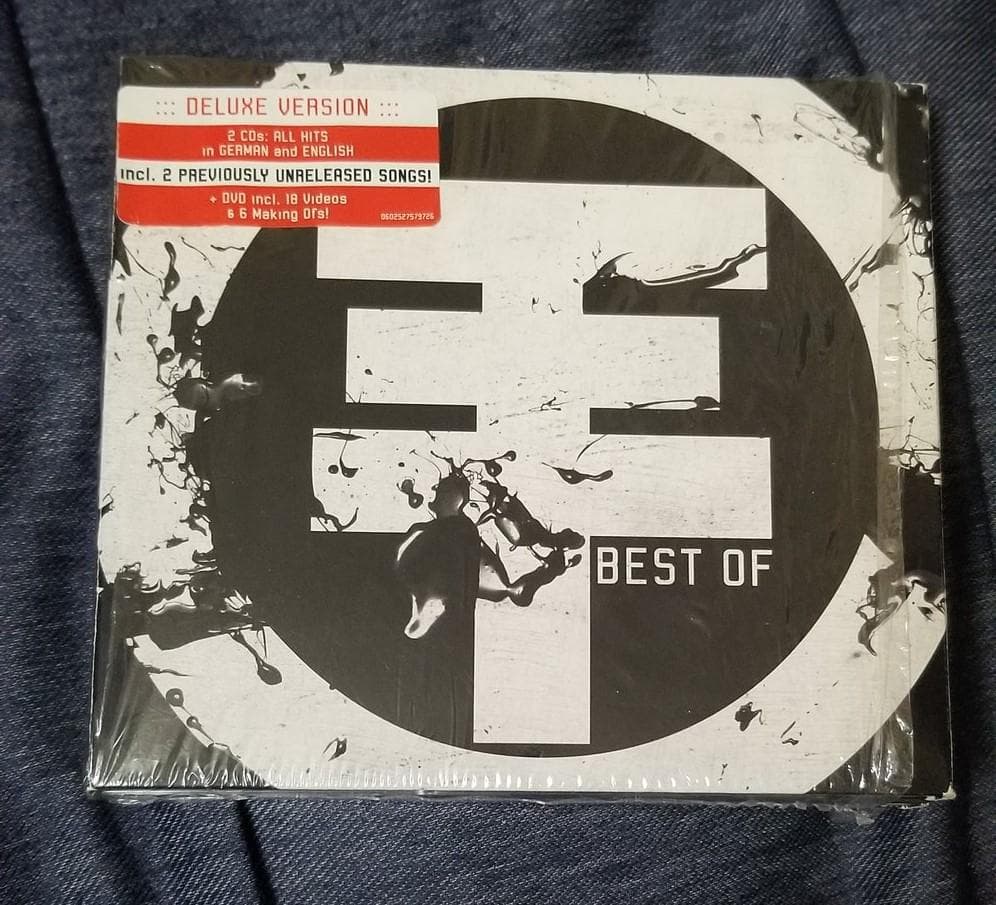 ::: DELUXE VERSION :::
2 CDs: ALL HITS
in GERMAN and ENGLISH
incl. 2 PREVIOUSLY UNRELEASED SONGS!
+ DVD incl. 18 Videos
& 6 Making Ofs!
0602527579726
BEST OF